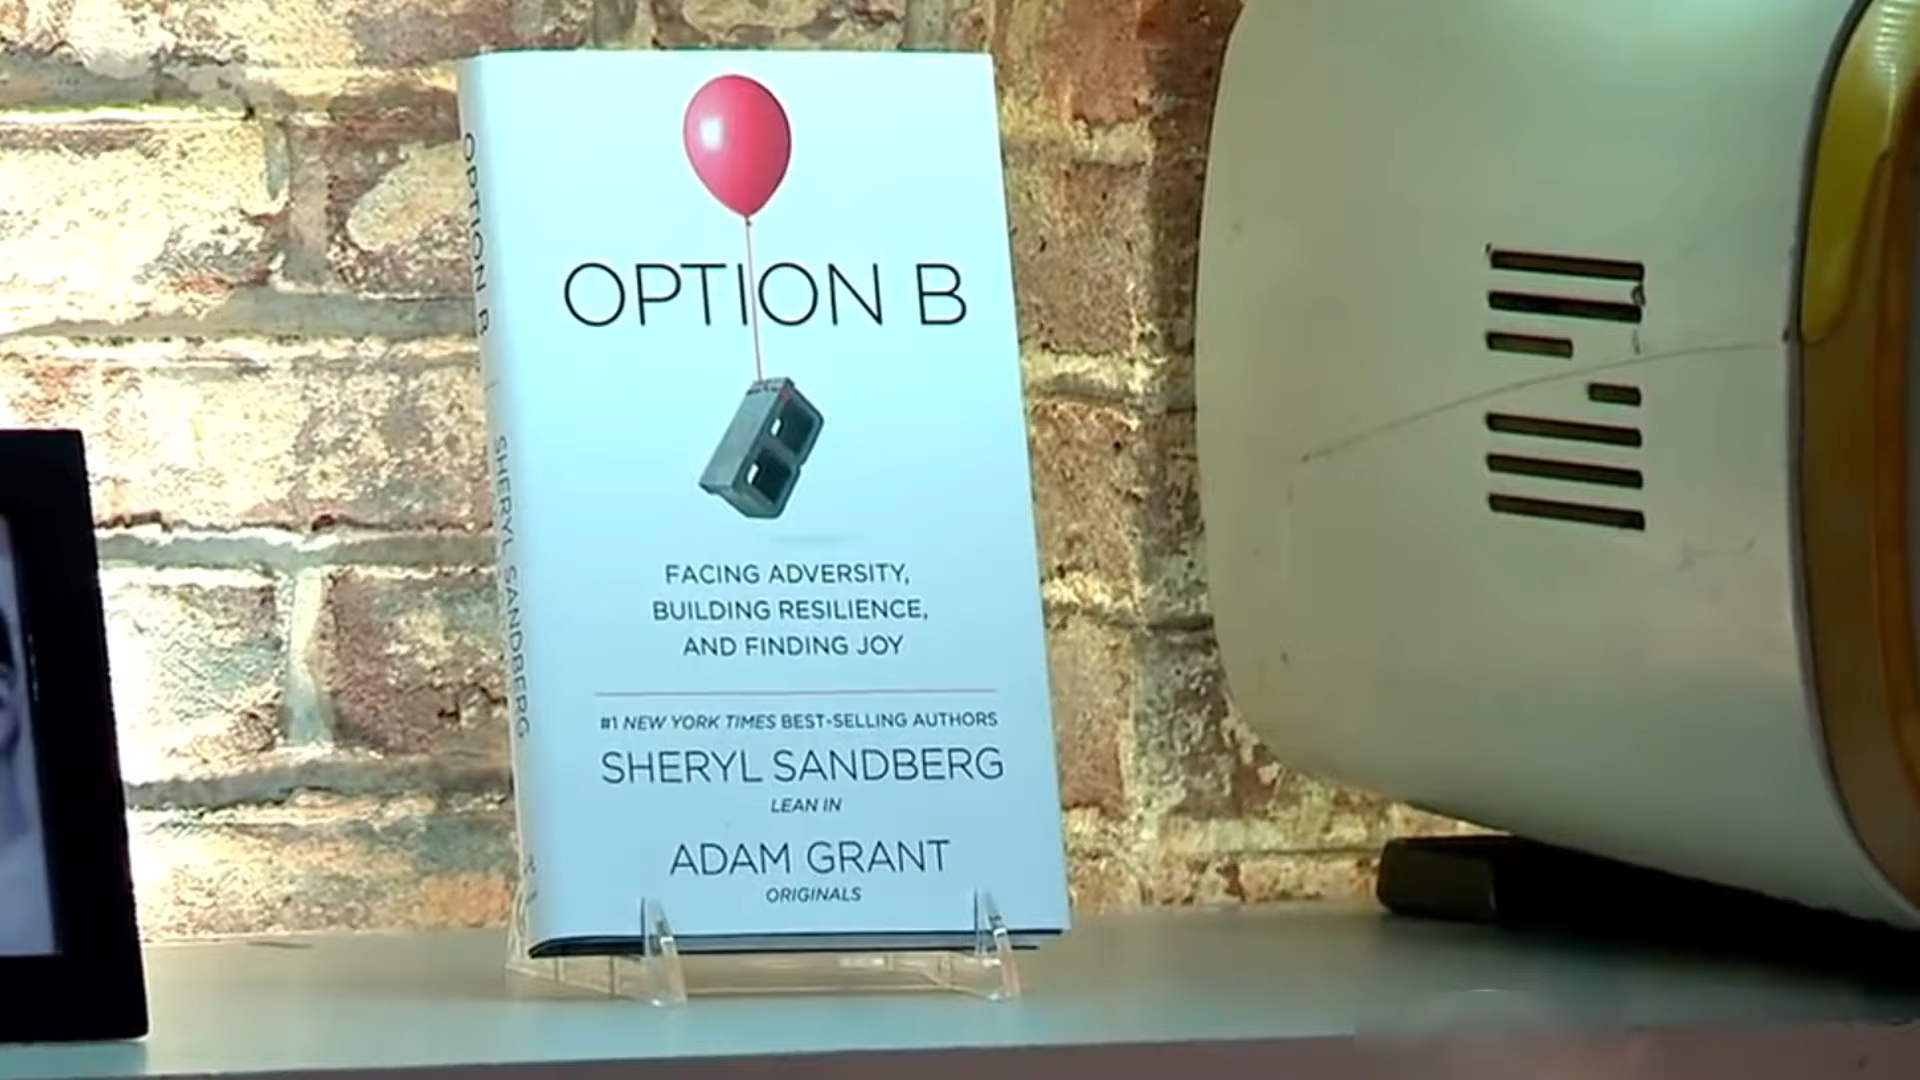 OPTION B
FACING ADVERSITY,
BUILDING RESILIENCE,
AND FINDING JOY
#1 NEW YORK TIMES BEST-SELLING AUTHORS
SHERYL SANDBERG
LEAN IN
ADAM GRANT
ORIGINALS
OPTION B | SHERYL SANDBERG